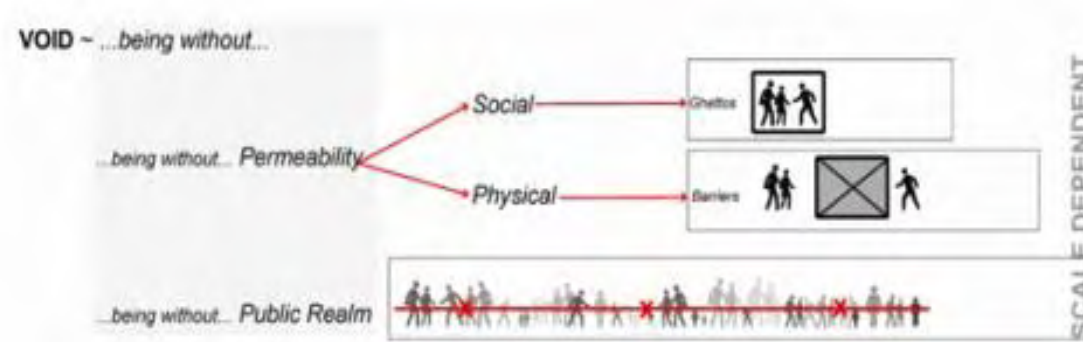 VOID ~ ...being without...
Social
Ghettos
...being without... Permeability
Physical
Barriers
...being without... Public Realm
SCALE DEPENDENT